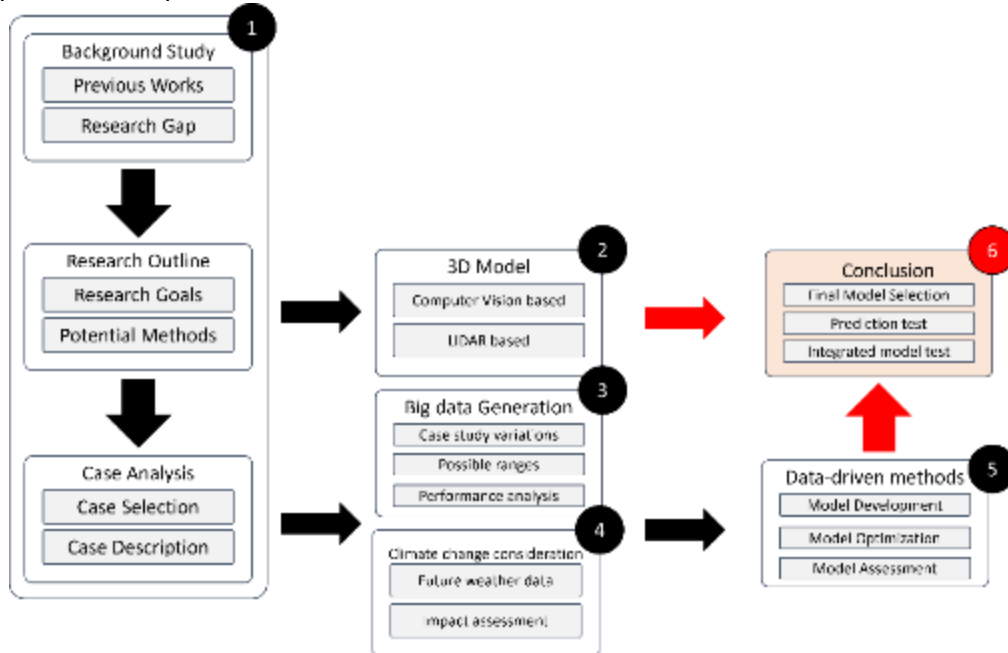 1
Background Study
Previous Works
Research Gap
Research Outline
Research Goals
Potential Methods
Case Analysis
Case Selection
Case Description
2
3D Model
Computer Vision based
LIDAR based
3
Big data Generation
Case study variations
Possible ranges
Performance analysis
4
Climate change consideration
Future weather data
Impact assessment
6
Conclusion
Final Model Selection
Prediction test
Integrated model test
5
Data-driven methods
Model Development
Model Optimization
Model Assessment